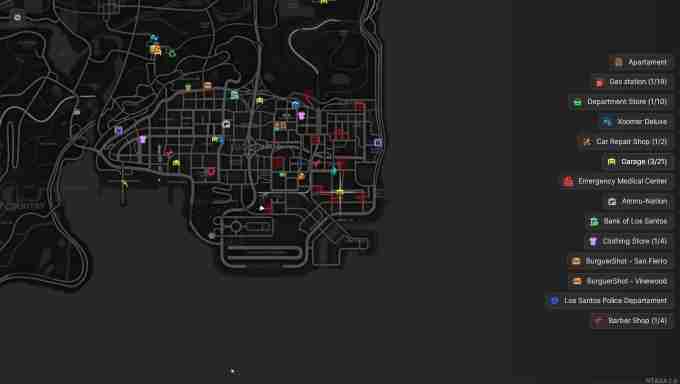 COUNTRY
Apartament
Gas station (1/19)
Department Store (1/10)
Xoomer Deluxe
Car Repair Shop (1/2)
Garage (3/21)
Emergency Medical Center
Ammu-Nation
Bank of Los Santos
Clothing Store (1/4)
BurguerShot - San Fierro
BurguerShot - Vinewood
Los Santos Police Departament
Barber Shop (1/4)